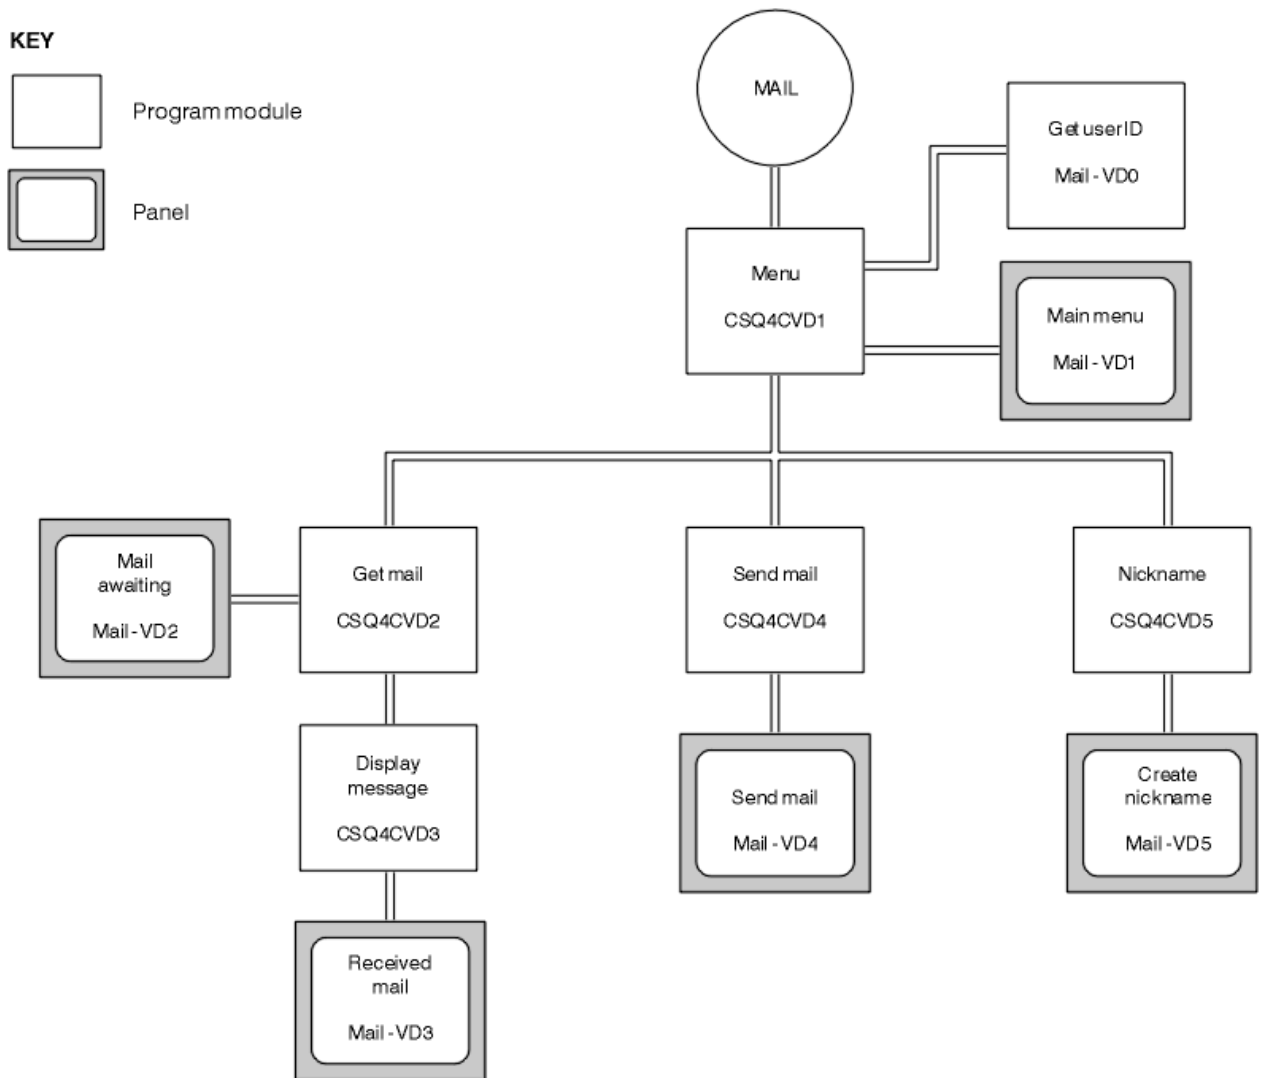 KEY
Program module
Panel
MAIL
Get user ID
Mail - VD0
Menu
CSQ4CVD1
Main menu
Mail - VD1
Mail
awaiting
Mail - VD2
Get mail
CSQ4CVD2
Send mail
CSQ4CVD4
Nickname
CSQ4CVD5
Display
message
CSQ4CVD3
Send mail
Mail - VD4
Create
nickname
Mail - VD5
Received
mail
Mail - VD3